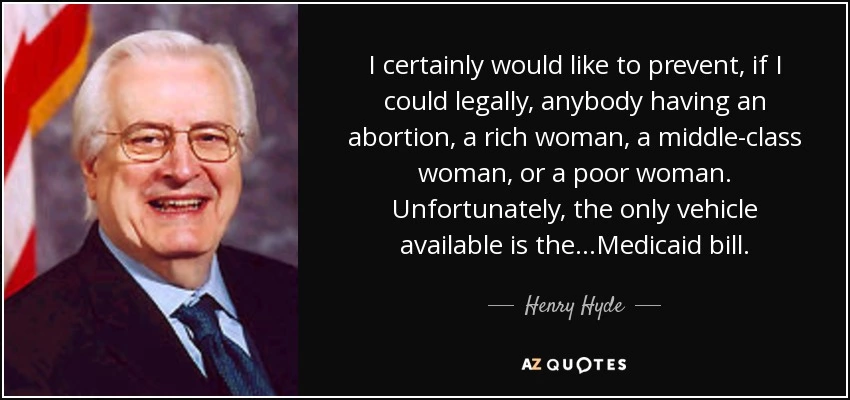 I certainly would like to prevent, if I
could legally, anybody having an
abortion, a rich woman, a middle-class
woman, or a poor woman.
Unfortunately, the only vehicle
available is the...Medicaid bill.
Henry Hyde
AZ QUOTES